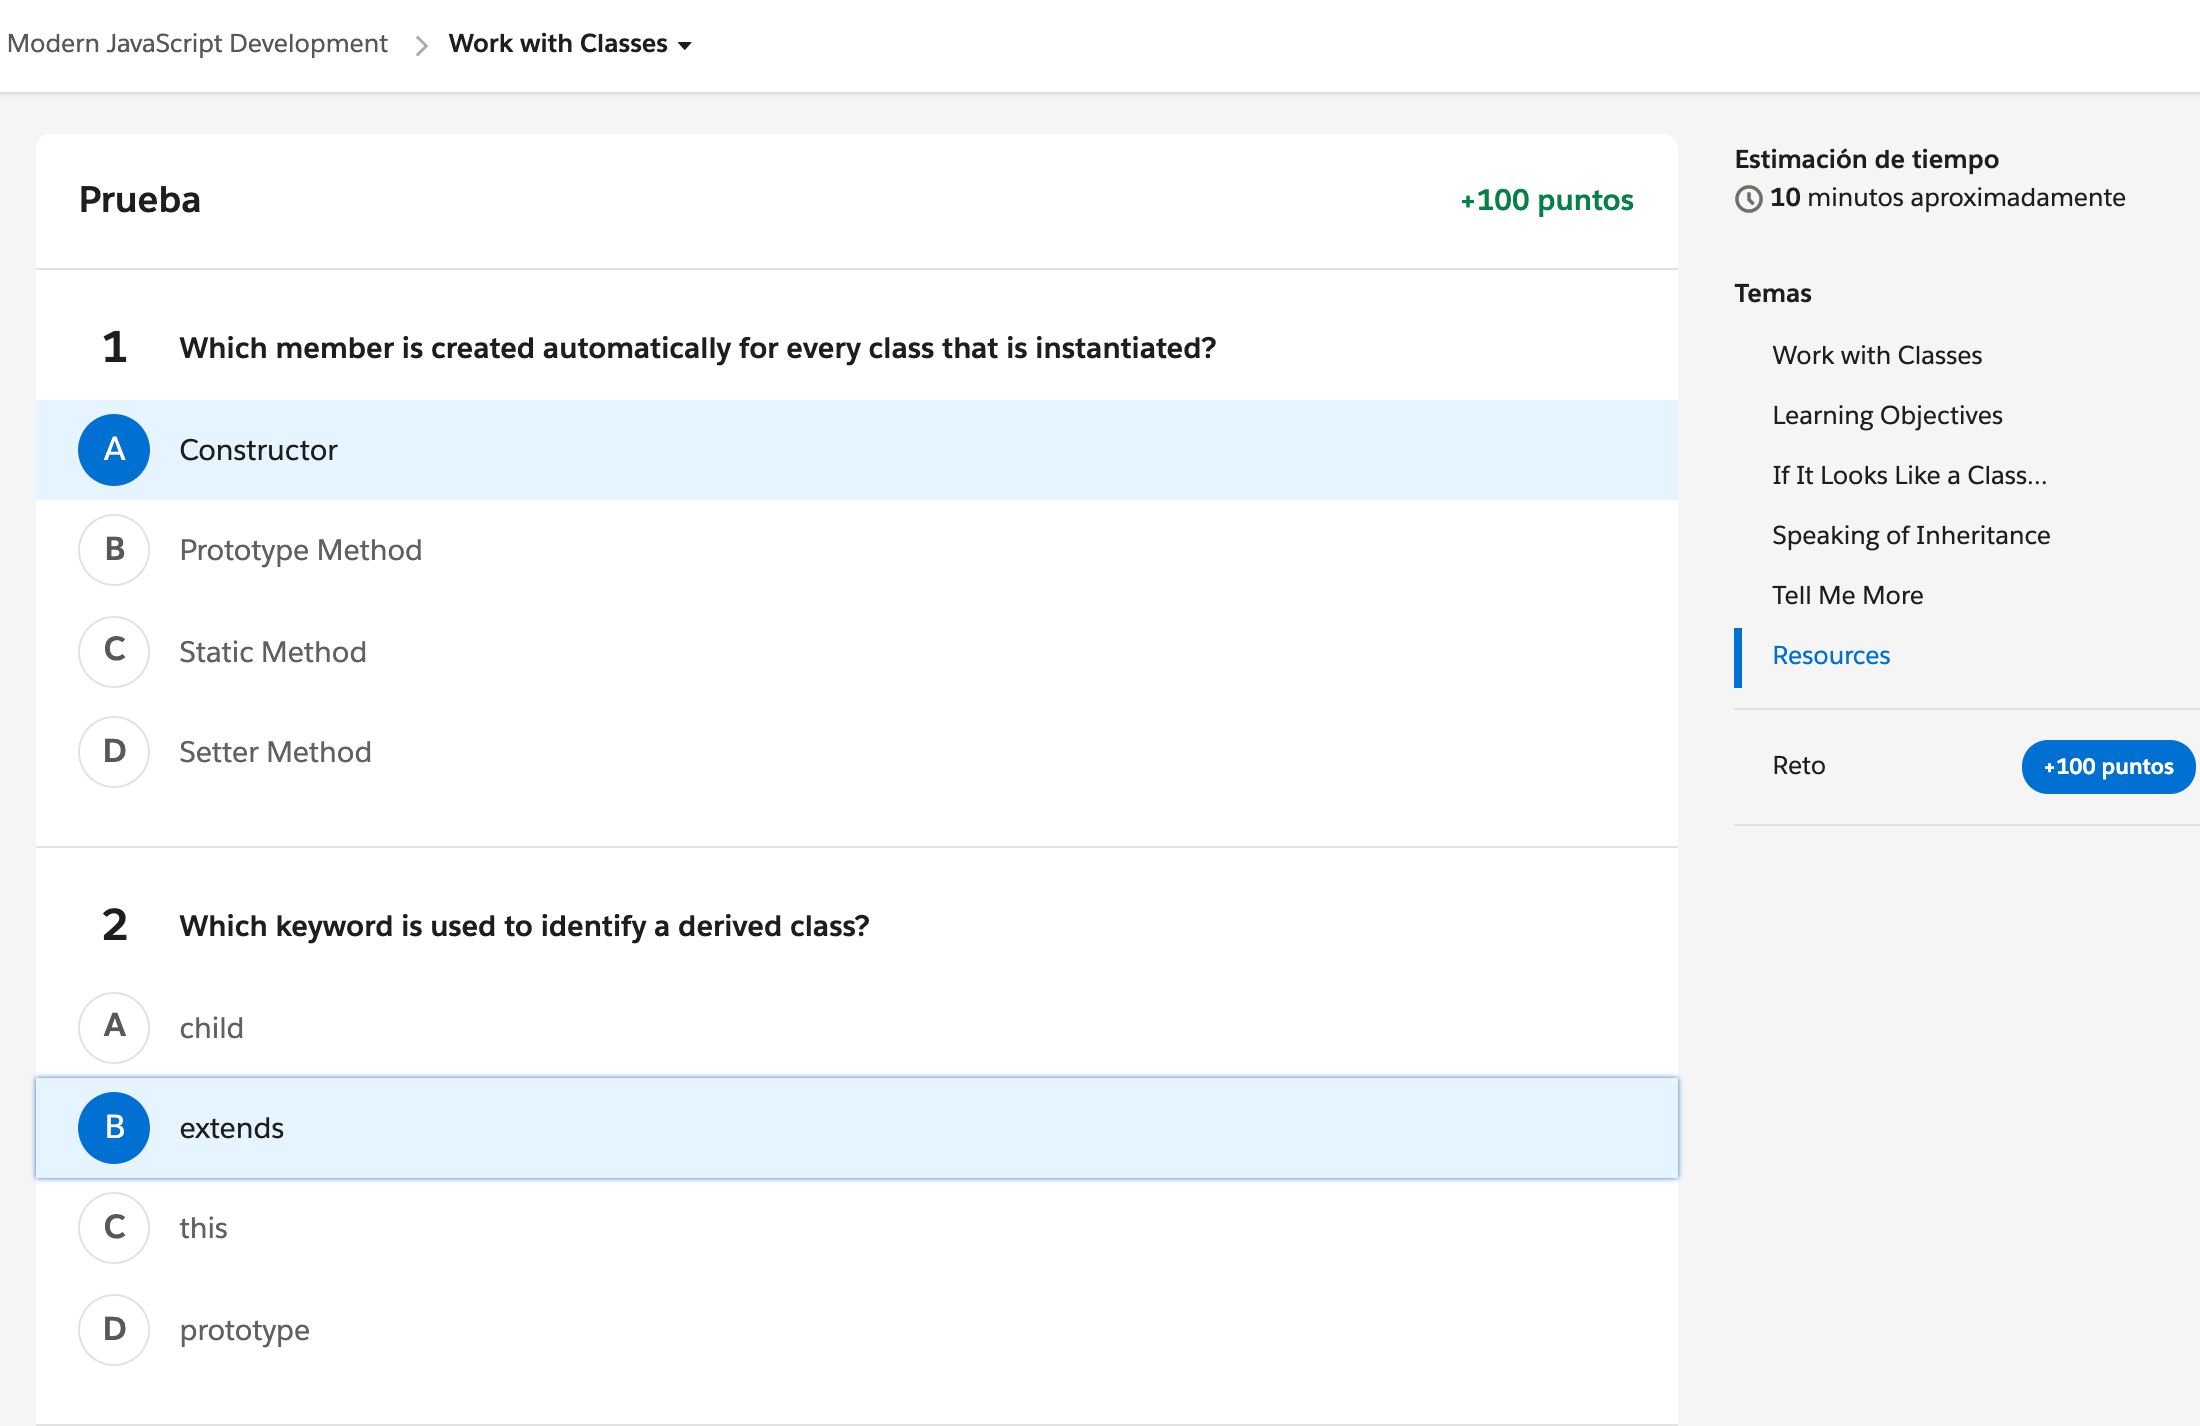 Modern JavaScript Development > Work with Classes
Prueba
+100 puntos
1 Which member is created automatically for every class that is instantiated?
A Constructor
B Prototype Method
C Static Method
D Setter Method
2 Which keyword is used to identify a derived class?
A child
B extends
C this
D prototype
Estimación de tiempo
10 minutos aproximadamente
Temas
Work with Classes
Learning Objectives
If It Looks Like a Class...
Speaking of Inheritance
Tell Me More
Resources
Reto
+100 puntos